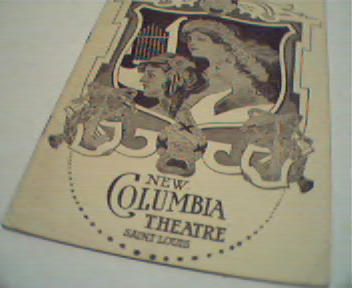 NEW
COLUMBIA
THEATRE
SAINT LOUIS